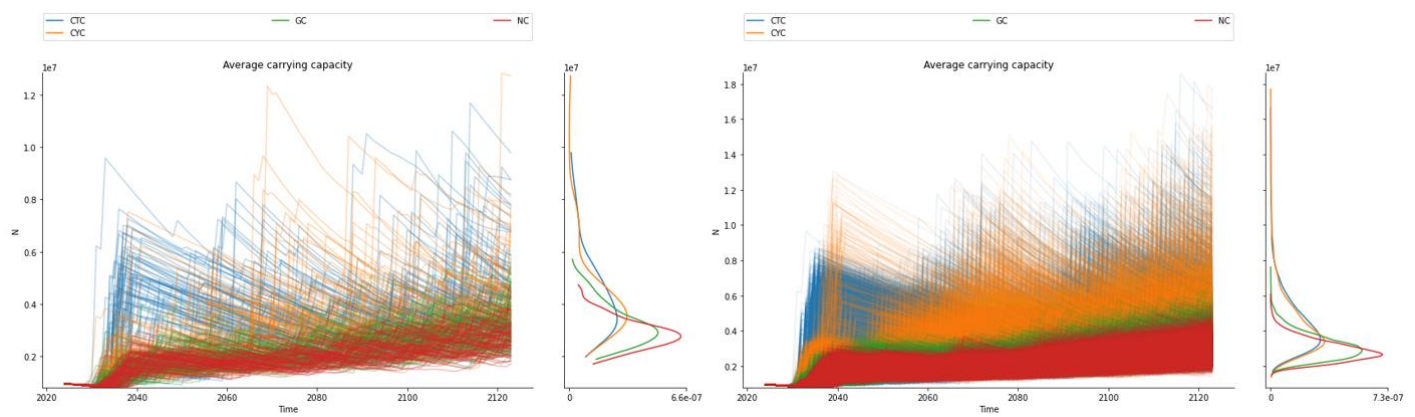 CTC GC NC
CYC
Average carrying capacity
1e7 1e7
1.2
1.0
0.8
0.6
0.4
0.2
N
2020 2040 2060 2080 2100 2120
Time
0 6.6e-07
CTC GC NC
CYC
Average carrying capacity
1e7 1e7
1.8
1.6
1.4
1.2
1.0
0.8
0.6
0.4
0.2
N
2020 2040 2060 2080 2100 2120
Time
0 7.3e-07